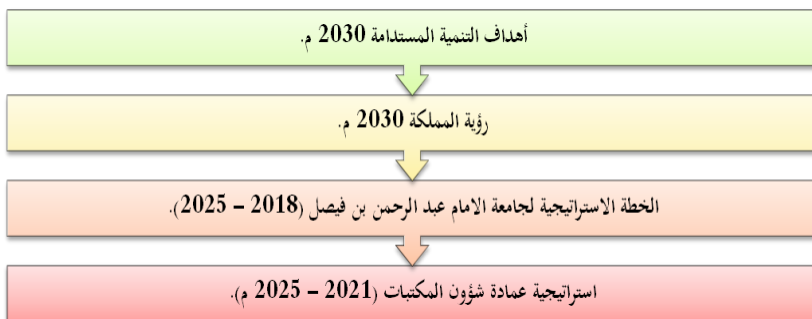 أهداف التنمية المستدامة 2030 م.
رؤية المملكة 2030 م.
الخطة الاستراتيجية لجامعة الامام عبد الرحمن بن فيصل (2018 – 2025).
استراتيجية عمادة شؤون المكتبات (2021 – 2025 م).